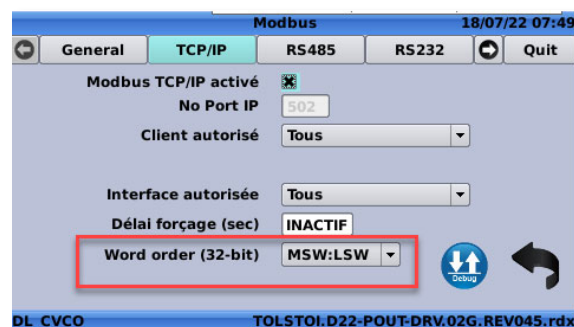 Modbus
18/07/22 07:49
General TCP/IP RS485 RS232 Quit
Modbus TCP/IP activé
No Port IP 502
Client autorisé Tous
Interface autorisée Tous
Délai forçage (sec) INACTIF
Word order (32-bit) MSW:LSW
Debug
DL_CVCO TOLSTOI.D22-POUT-DRV.02G.REV045.rdx